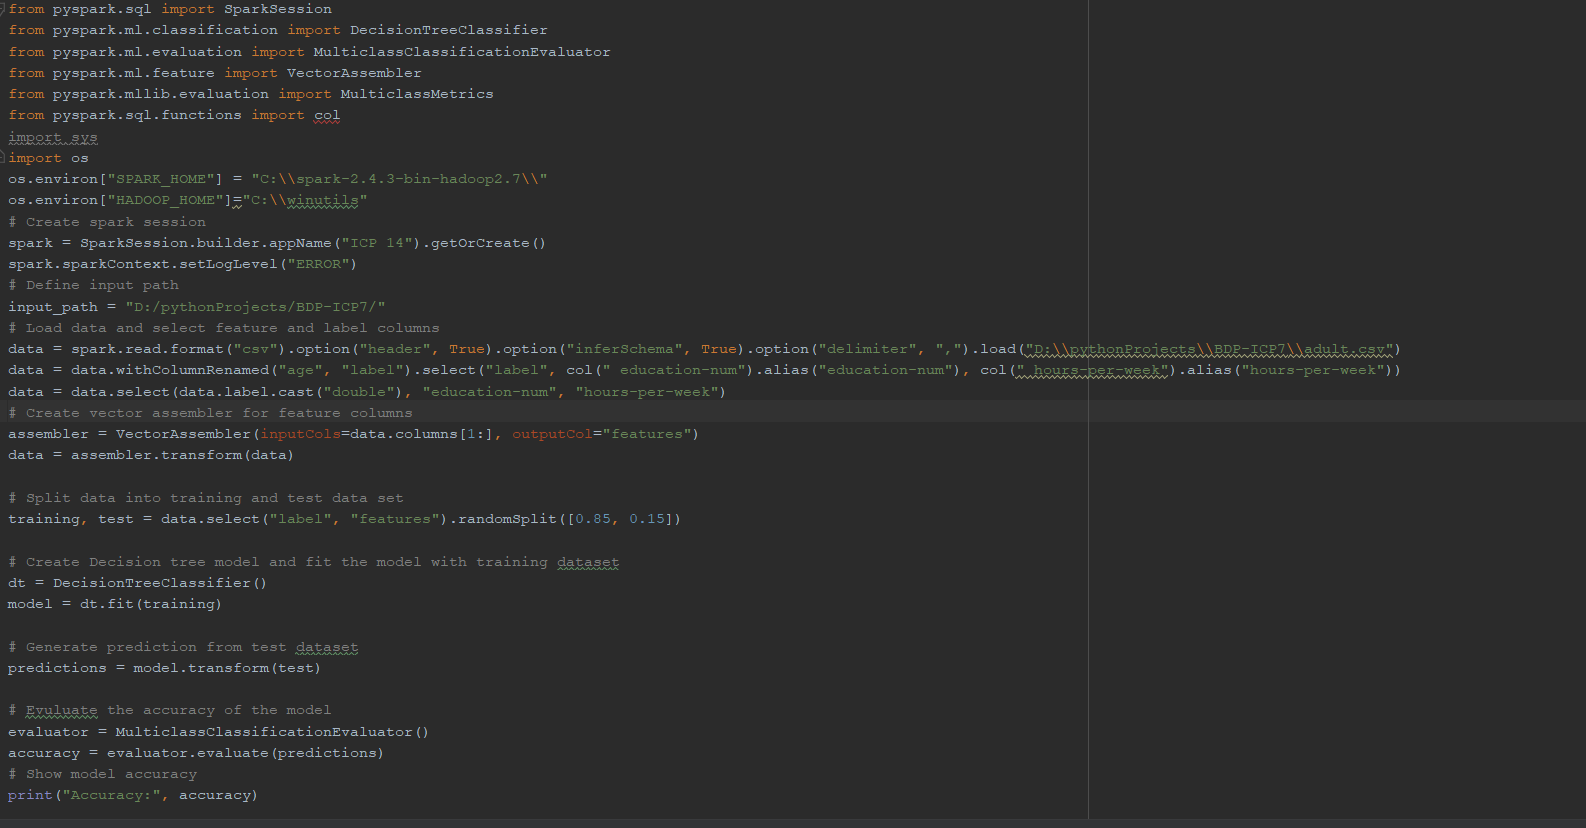 from pyspark.sql import SparkSession
from pyspark.ml.classification import DecisionTreeClassifier
from pyspark.ml.evaluation import MulticlassClassificationEvaluator
from pyspark.ml.feature import VectorAssembler
from pyspark.mllib.evaluation import MulticlassMetrics
from pyspark.sql.functions import col
import sys
import os
os.environ["SPARK_HOME"] = "C:\\spark-2.4.3-bin-hadoop2.7\\"
os.environ["HADOOP_HOME"]="C:\\winutils"
# Create spark session
spark = SparkSession.builder.appName("ICP 14").getOrCreate()
spark.sparkContext.setLogLevel("ERROR")
# Define input path
input_path = "D:/pythonProjects/BDP-ICP7/"
# Load data and select feature and label columns
data = spark.read.format("csv").option("header", True).option("inferSchema", True).option("delimiter", ",").load("D:\\pythonProjects\\BDP-ICP7\\adult.csv")
data = data.withColumnRenamed("age", "label").select("label", col(" education-num").alias("education-num"), col(" hours-per-week").alias("hours-per-week"))
data = data.select(data.label.cast("double"), "education-num", "hours-per-week")
# Create vector assembler for feature columns
assembler = VectorAssembler(inputCols=data.columns[1:], outputCol="features")
data = assembler.transform(data)
# Split data into training and test data set
training, test = data.select("label", "features").randomSplit([0.85, 0.15])
# Create Decision tree model and fit the model with training dataset
dt = DecisionTreeClassifier()
model = dt.fit(training)
# Generate prediction from test dataset
predictions = model.transform(test)
# Evuluate the accuracy of the model
evaluator = MulticlassClassificationEvaluator()
accuracy = evaluator.evaluate(predictions)
# Show model accuracy
print("Accuracy:", accuracy)